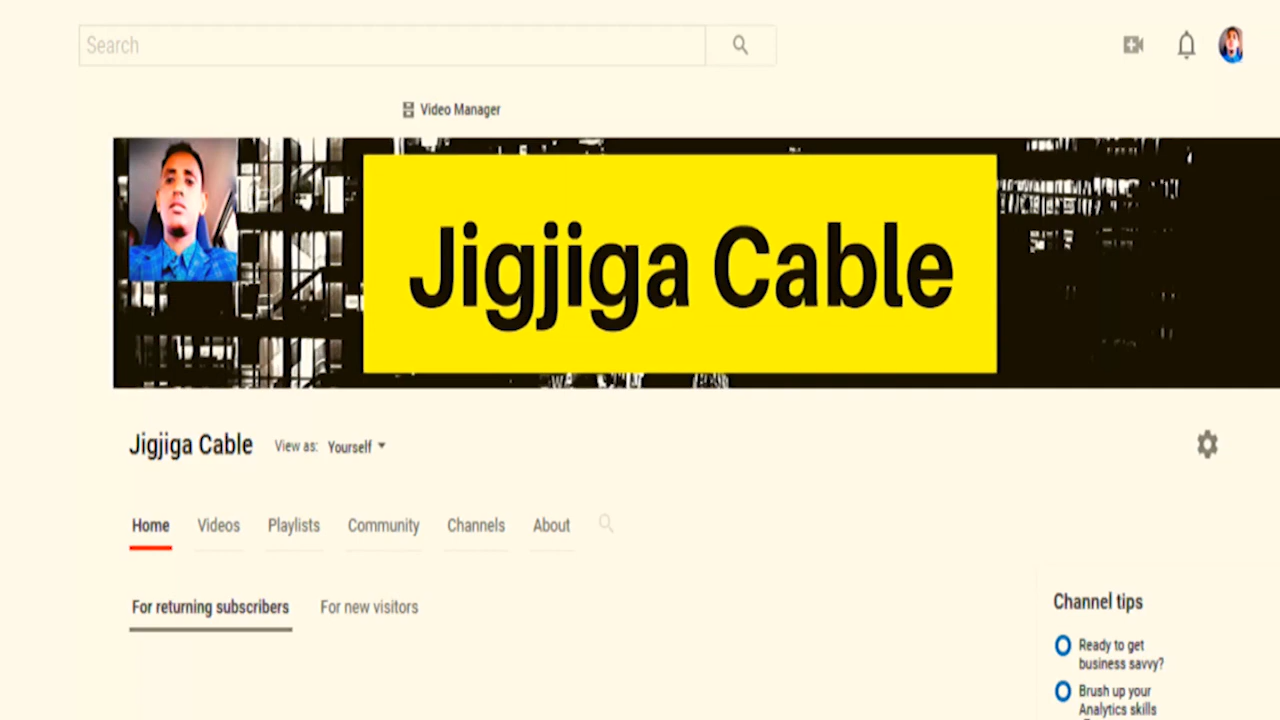 Search
Video Manager
Jigjiga Cable
Jigjiga Cable View as: Yourself
Home Videos Playlists Community Channels About
For returning subscribers For new visitors
Channel tips
Ready to get
business savvy?
Brush up your
Analytics skills